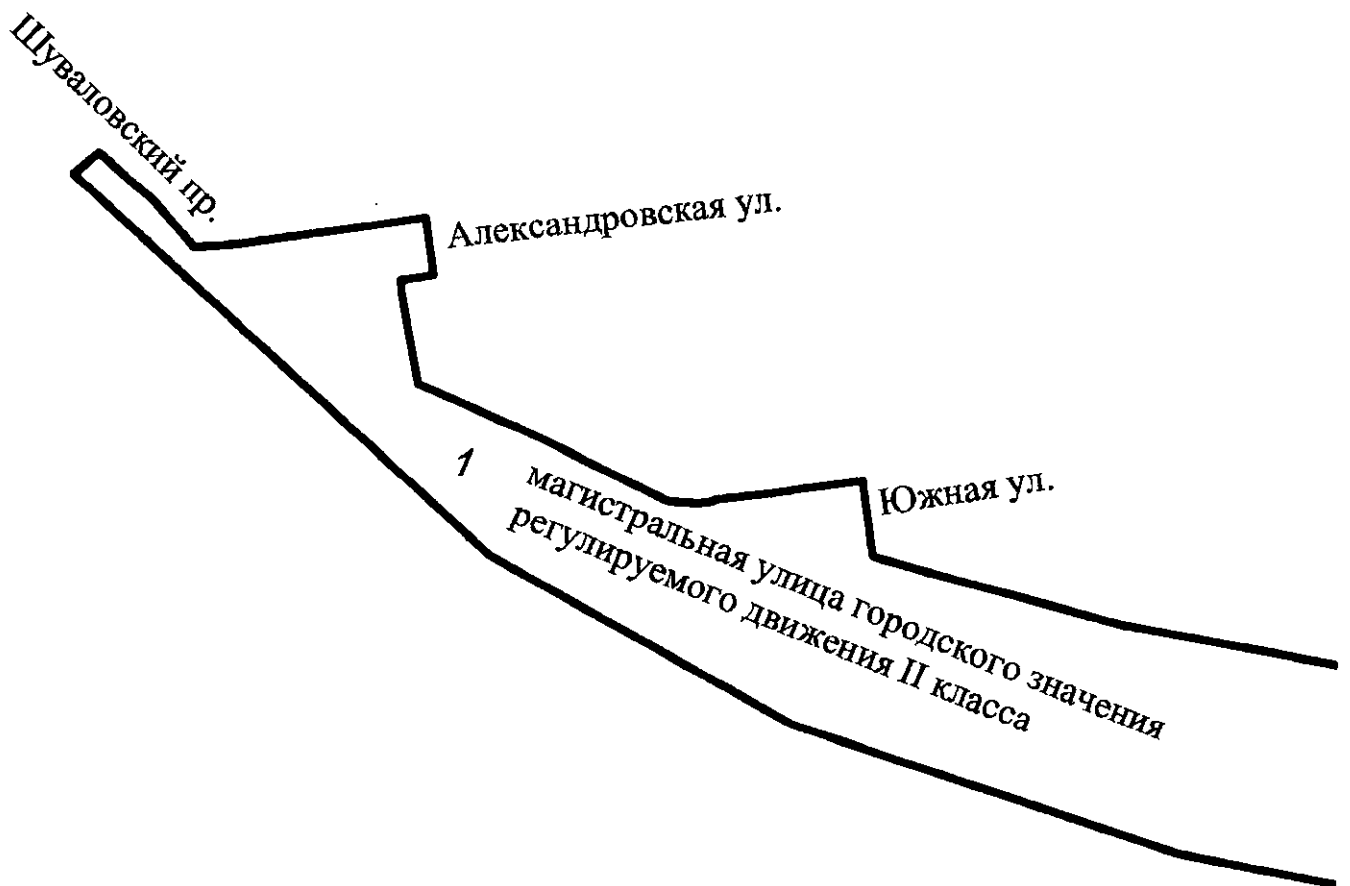 Шуваловский пр.
Александровская ул.
Южная ул.
1
магистральная улица городского значения
регулируемого движения II класса